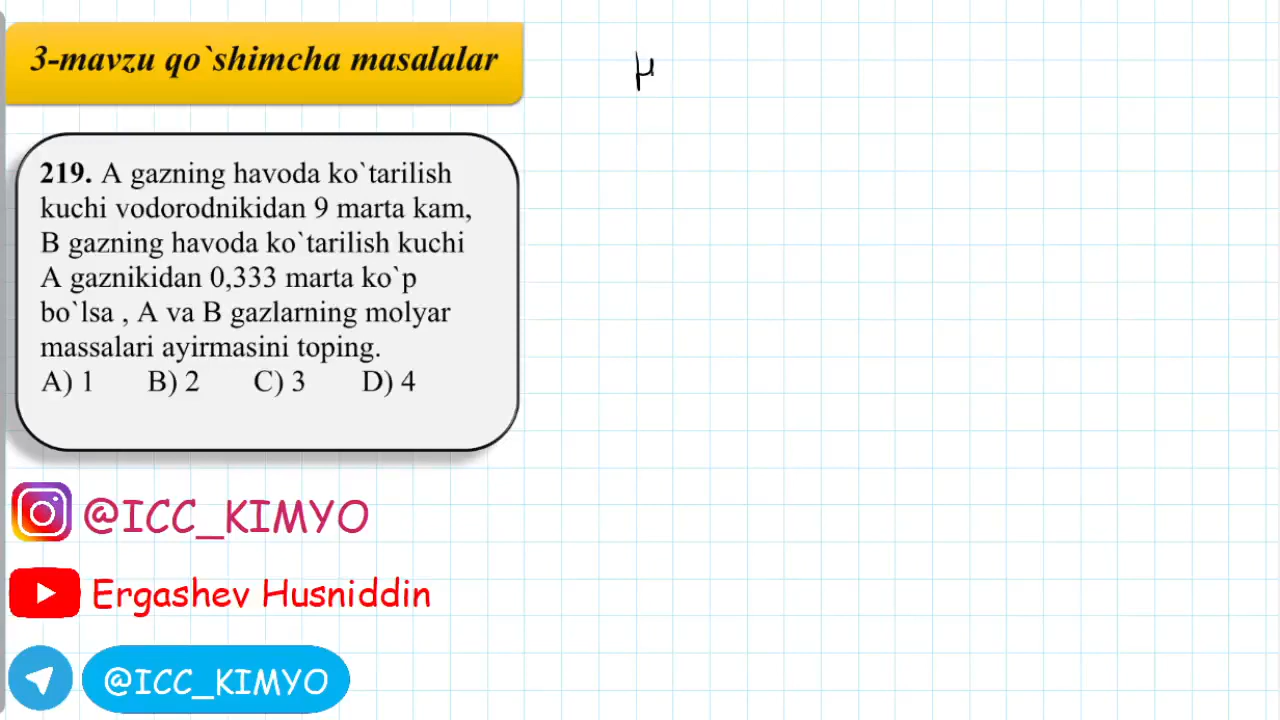 3-mavzu qo`shimcha masalalar
μ
219. A gazning havoda ko`tarilish
kuchi vodorodnikidan 9 marta kam,
B gazning havoda ko`tarilish kuchi
A gaznikidan 0,333 marta ko`p
bo`lsa , A va B gazlarning molyar
massalari ayirmasini toping.
A) 1 B) 2 C) 3 D) 4
@ICC_KIMYO
Ergashev Husniddin
@ICC_KIMYO